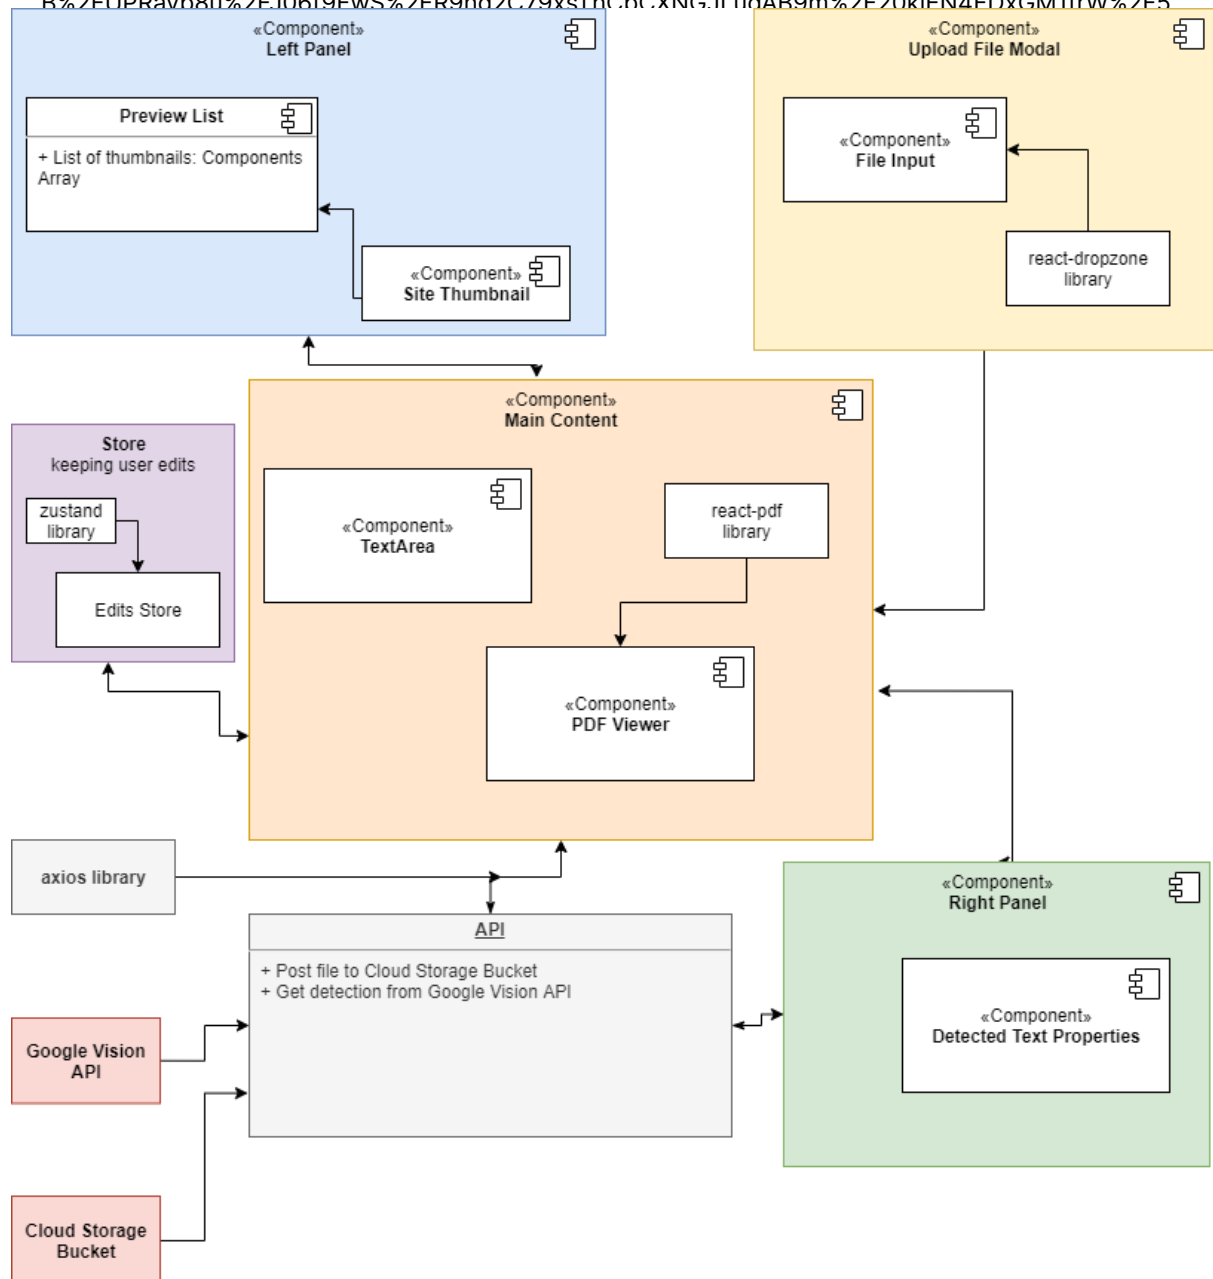 «Component»
Left Panel
Preview List
+ List of thumbnails: Components
Array
«Component»
Site Thumbnail
«Component»
Upload File Modal
«Component»
File Input
react-dropzone
library
«Component»
Main Content
Store
keeping user edits
zustand
library
Edits Store
«Component»
TextArea
react-pdf
library
«Component»
PDF Viewer
axios library
API
+ Post file to Cloud Storage Bucket
+ Get detection from Google Vision API
Google Vision
API
Cloud Storage
Bucket
«Component»
Right Panel
«Component»
Detected Text Properties